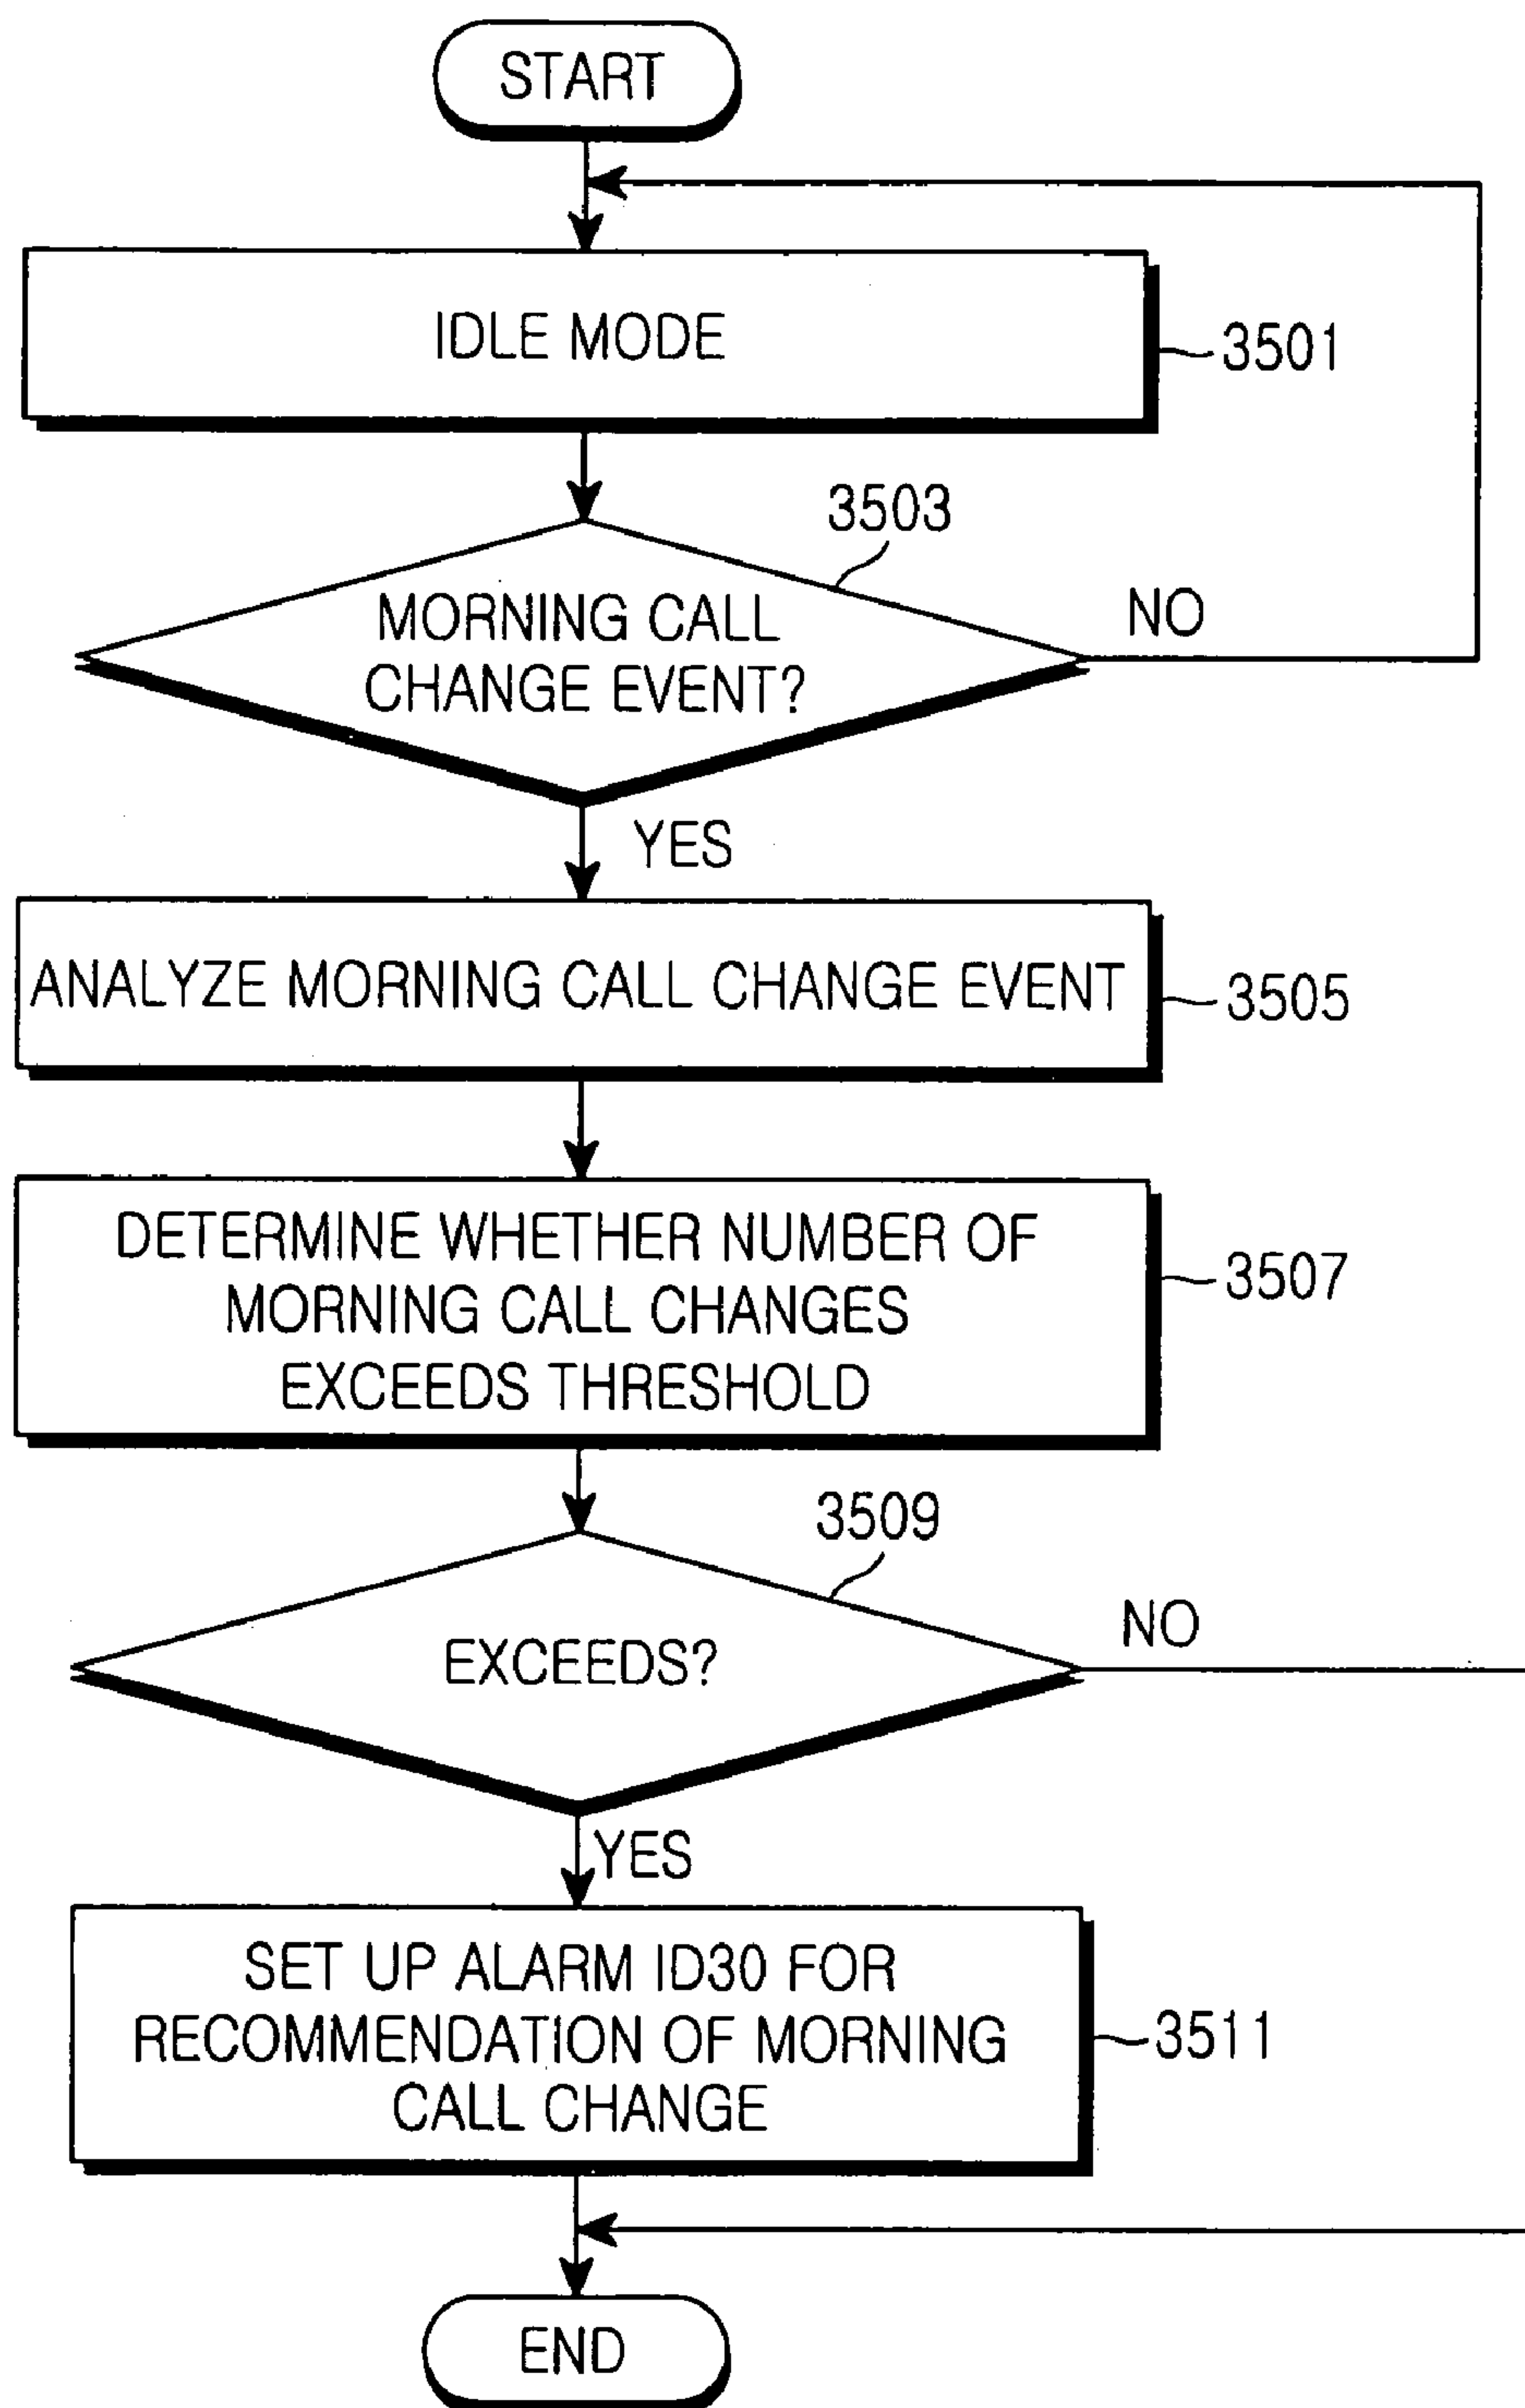 START
IDLE MODE
3501
3503
MORNING CALL
CHANGE EVENT?
NO
YES
ANALYZE MORNING CALL CHANGE EVENT
3505
DETERMINE WHETHER NUMBER OF
MORNING CALL CHANGES
EXCEEDS THRESHOLD
3507
3509
EXCEEDS?
NO
YES
SET UP ALARM ID30 FOR
RECOMMENDATION OF MORNING
CALL CHANGE
3511
END